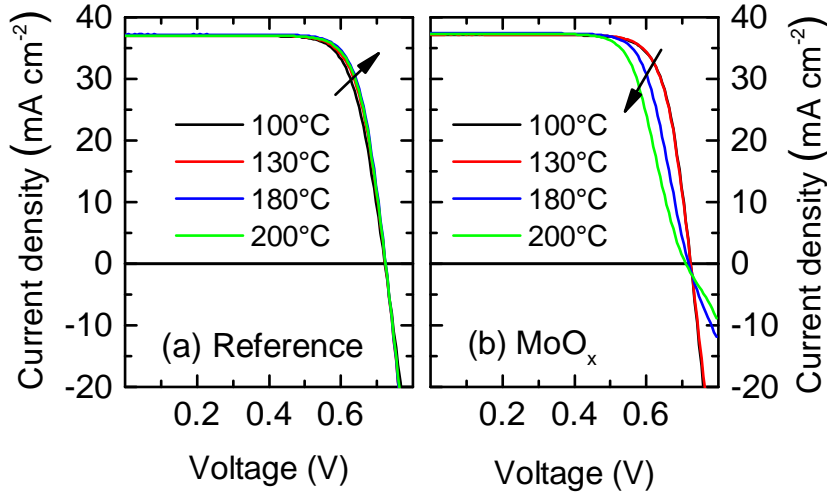 Current density (mA cm⁻²)
40
30
20
10
0
-10
-20
100°C
130°C
180°C
200°C
(a) Reference
0.2
0.4
0.6
Voltage (V)
100°C
130°C
180°C
200°C
(b) MoOₓ
0.2
0.4
0.6
Voltage (V)
40
30
20
10
0
-10
-20
Current density (mA cm⁻²)